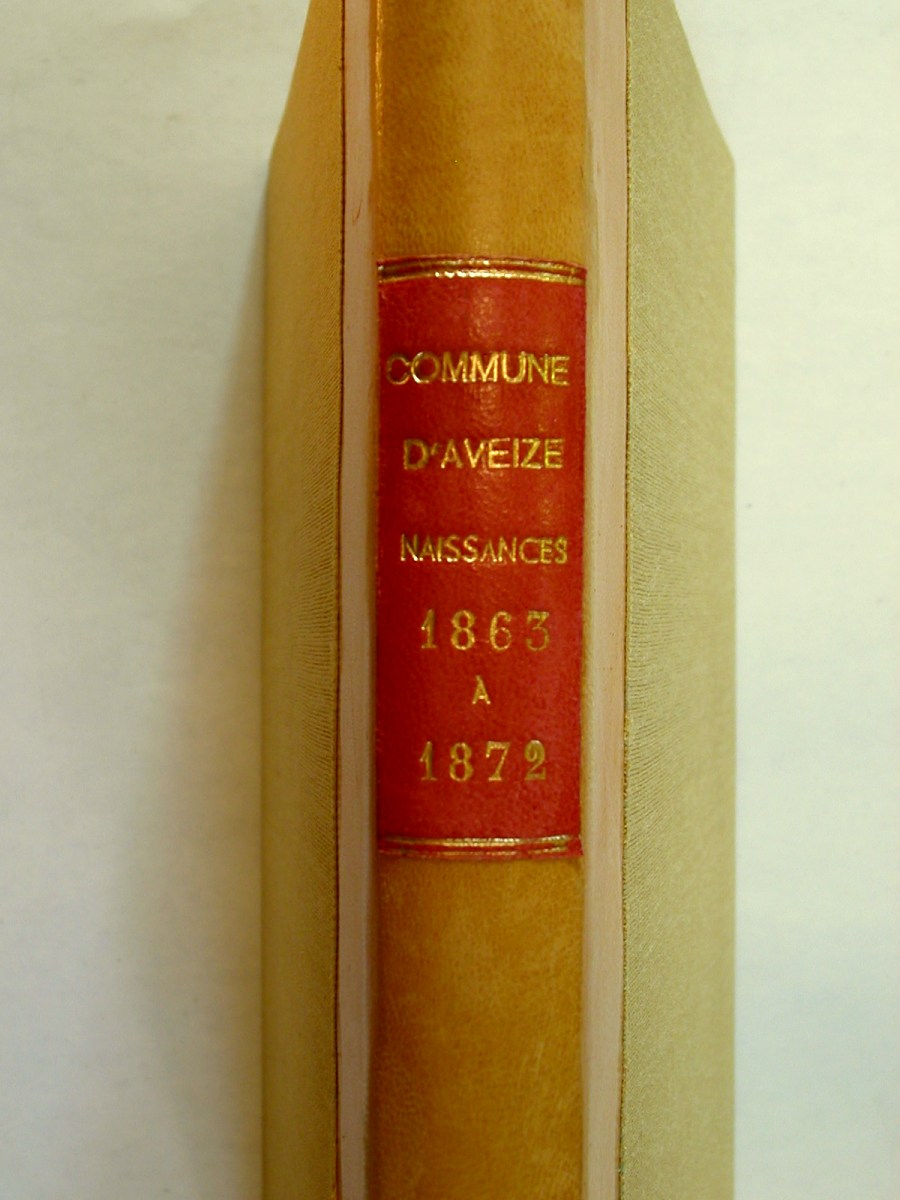 COMMUNE
D'AVEIZE
NAISSANCES
1863
À
1872